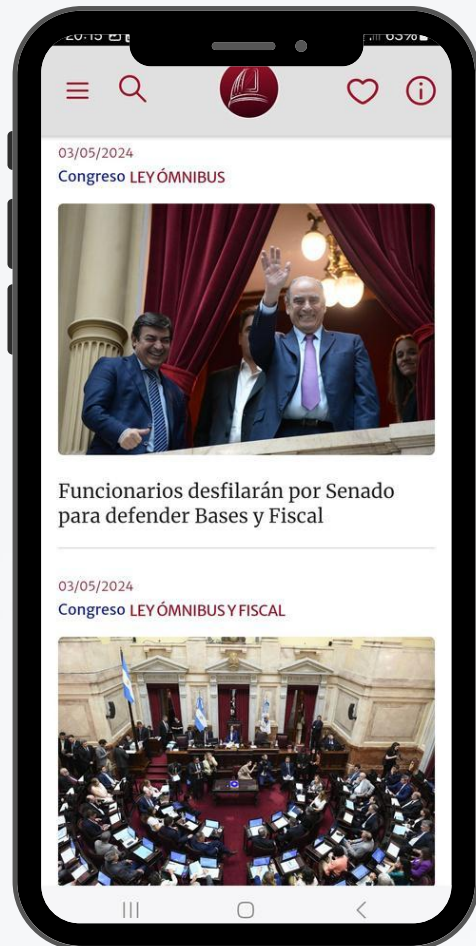 03/05/2024
Congreso LEY ÓMNIBUS
Funcionarios desfilarán por Senado
para defender Bases y Fiscal
03/05/2024
Congreso LEY ÓMNIBUS Y FISCAL